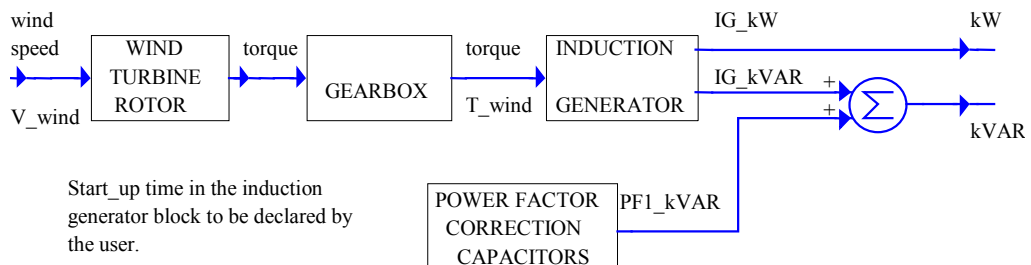 wind
speed
V_wind
WIND
TURBINE
ROTOR
torque
GEARBOX
torque
T_wind
INDUCTION
GENERATOR
IG_kW
kW
IG_kVAR
+
+
Σ
kVAR
Start_up time in the induction
generator block to be declared by
the user.
POWER FACTOR
CORRECTION
CAPACITORS
PF1_kVAR